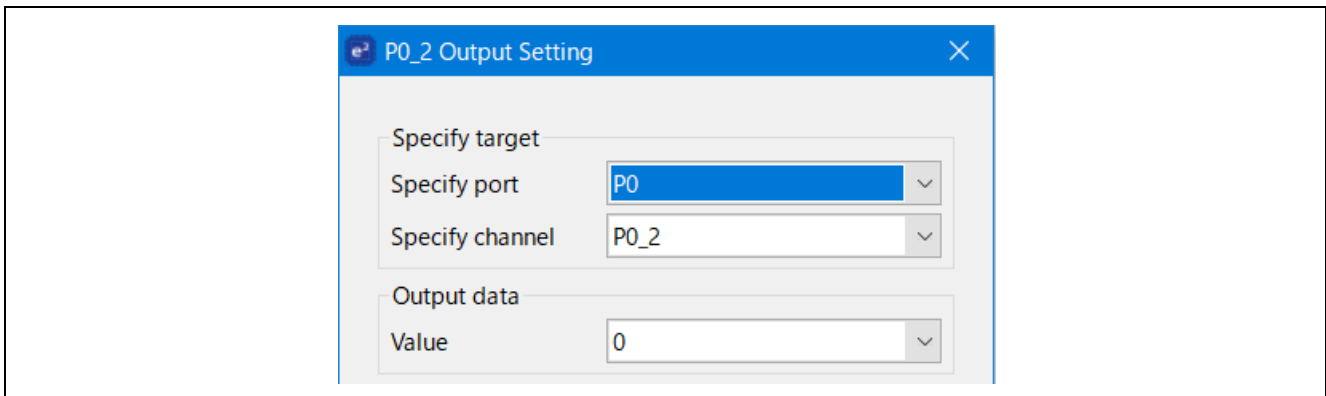 e² P0_2 Output Setting
Specify target
Specify port P0
Specify channel P0_2
Output data
Value 0